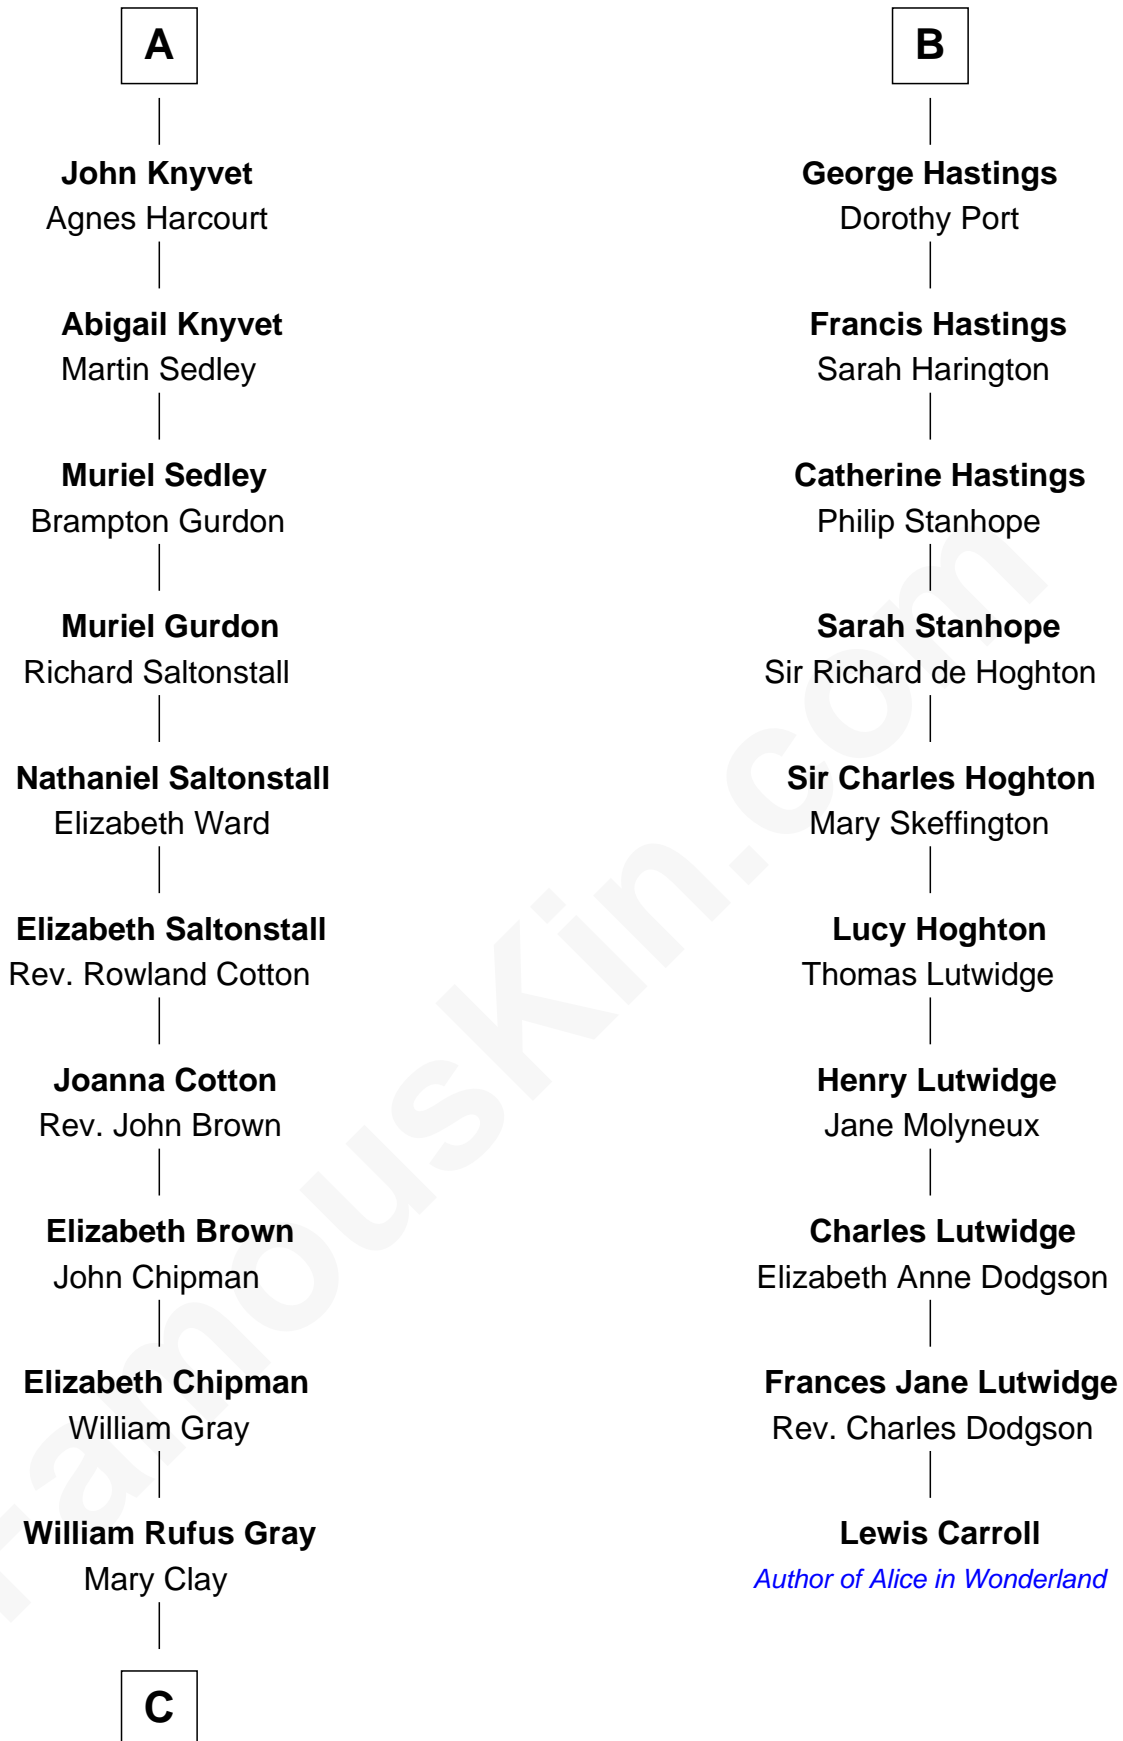 A
John Knyvet
Agnes Harcourt
Abigail Knyvet
Martin Sedley
Muriel Sedley
Brampton Gurdon
Muriel Gurdon
Richard Saltonstall
Nathaniel Saltonstall
Elizabeth Ward
Elizabeth Saltonstall
Rev. Rowland Cotton
Joanna Cotton
Rev. John Brown
Elizabeth Brown
John Chipman
Elizabeth Chipman
William Gray
William Rufus Gray
Mary Clay
C
B
George Hastings
Dorothy Port
Francis Hastings
Sarah Harington
Catherine Hastings
Philip Stanhope
Sarah Stanhope
Sir Richard de Hoghton
Sir Charles Hoghton
Mary Skeffington
Lucy Hoghton
Thomas Lutwidge
Henry Lutwidge
Jane Molyneux
Charles Lutwidge
Elizabeth Anne Dodgson
Frances Jane Lutwidge
Rev. Charles Dodgson
Lewis Carroll
Author of Alice in Wonderland
FamousKin.com